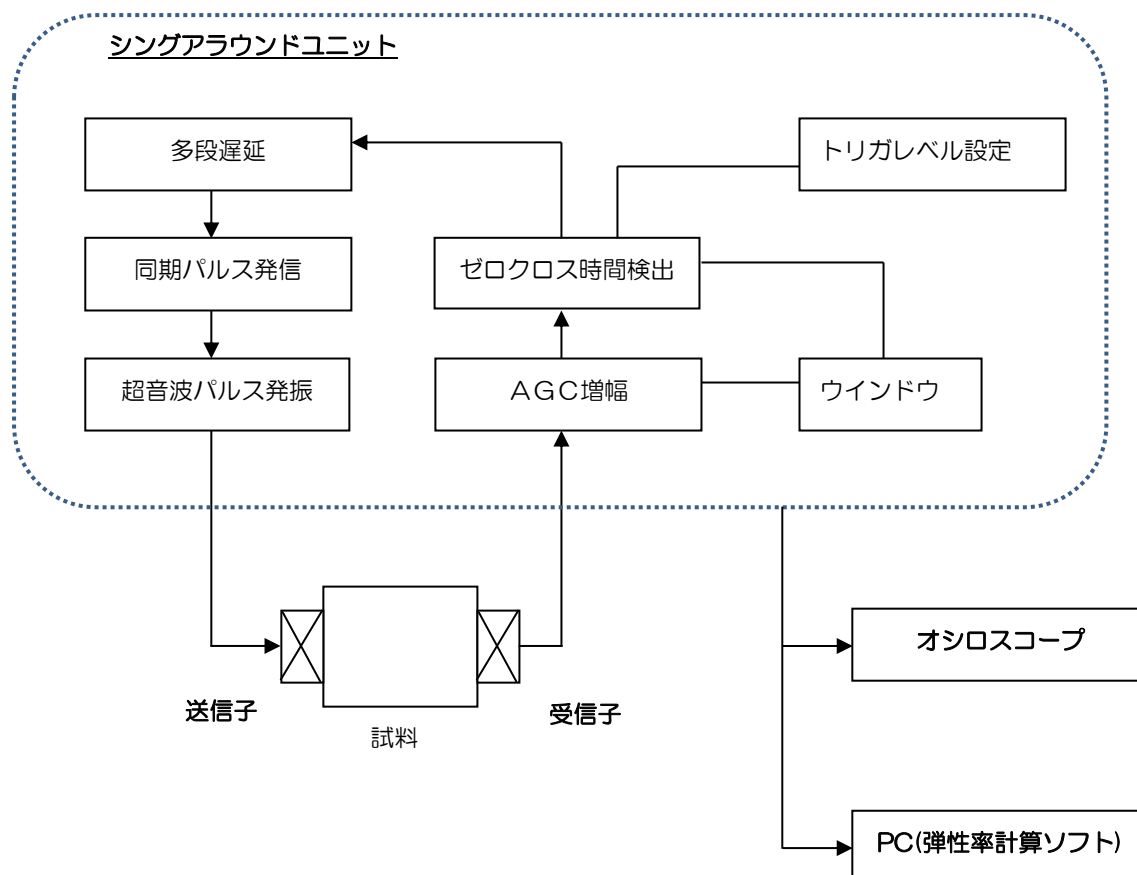 シングアラウンドユニット
多段遅延
トリガレベル設定
同期パルス発信
ゼロクロス時間検出
超音波パルス発振
ＡＧＣ増幅
ウインドウ
オシロスコープ
送信子
受信子
試料
PC(弾性率計算ソフト)